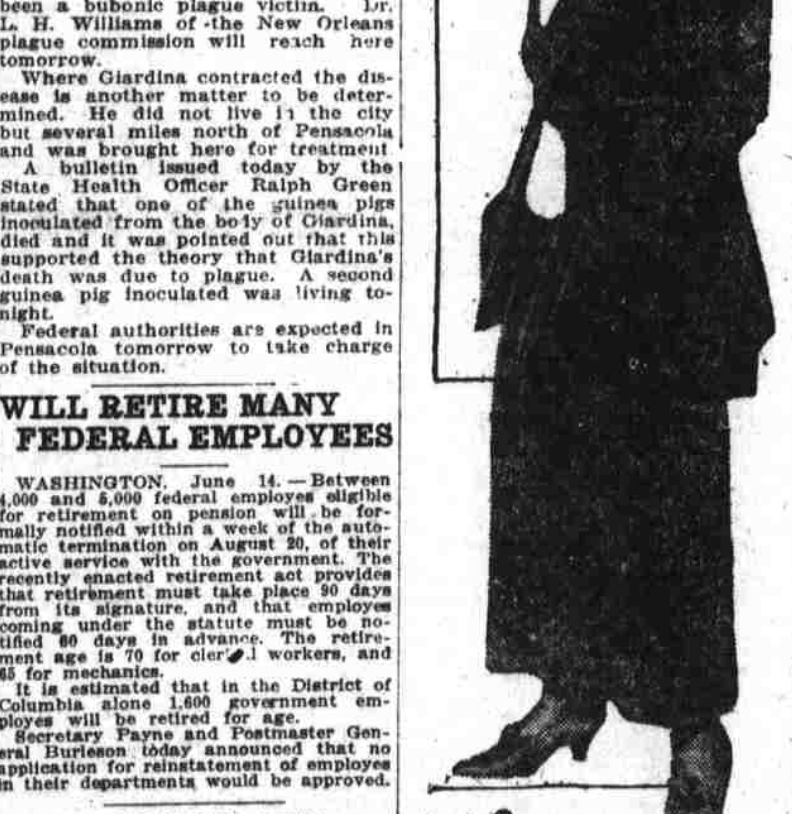 been a bubonic plague victim. Dr.
L. H. Williams of the New Orleans
plague commission will reach here
tomorrow.
Where Giardina contracted the dis-
ease is another matter to be deter-
mined. He did not live in the city
but several miles north of Pensacola
and was brought here for treatment
A bulletin issued today by the
State Health Officer Ralph Green
stated that one of the guinea pigs
inoculated from the body of Giardina,
died and it was pointed out that this
supported the theory that Giardina's
death was due to plague. A second
guinea pig inoculated was living to-
night.
Federal authorities are expected in
Pensacola tomorrow to take charge
of the situation.
WILL RETIRE MANY
FEDERAL EMPLOYEES
WASHINGTON, June 14.—Between
4,000 and 5,000 federal employes eligible
for retirement on pension will be for-
mally notified within a week of the auto-
matic termination on August 20, of their
active service with the government. The
recently enacted retirement act provides
that retirement must take place 90 days
from its signature, and that employes
coming under the statute must be no-
tified 60 days in advance. The retire-
ment age is 70 for workers, and
65 for mechanics.
It is estimated that in the District of
Columbia alone 1,600 government em-
ployes will be retired for age.
Secretary Payne and Postmaster Gen-
eral Burleson today announced that no
application for reinstatement of employes
in their departments would be approved.